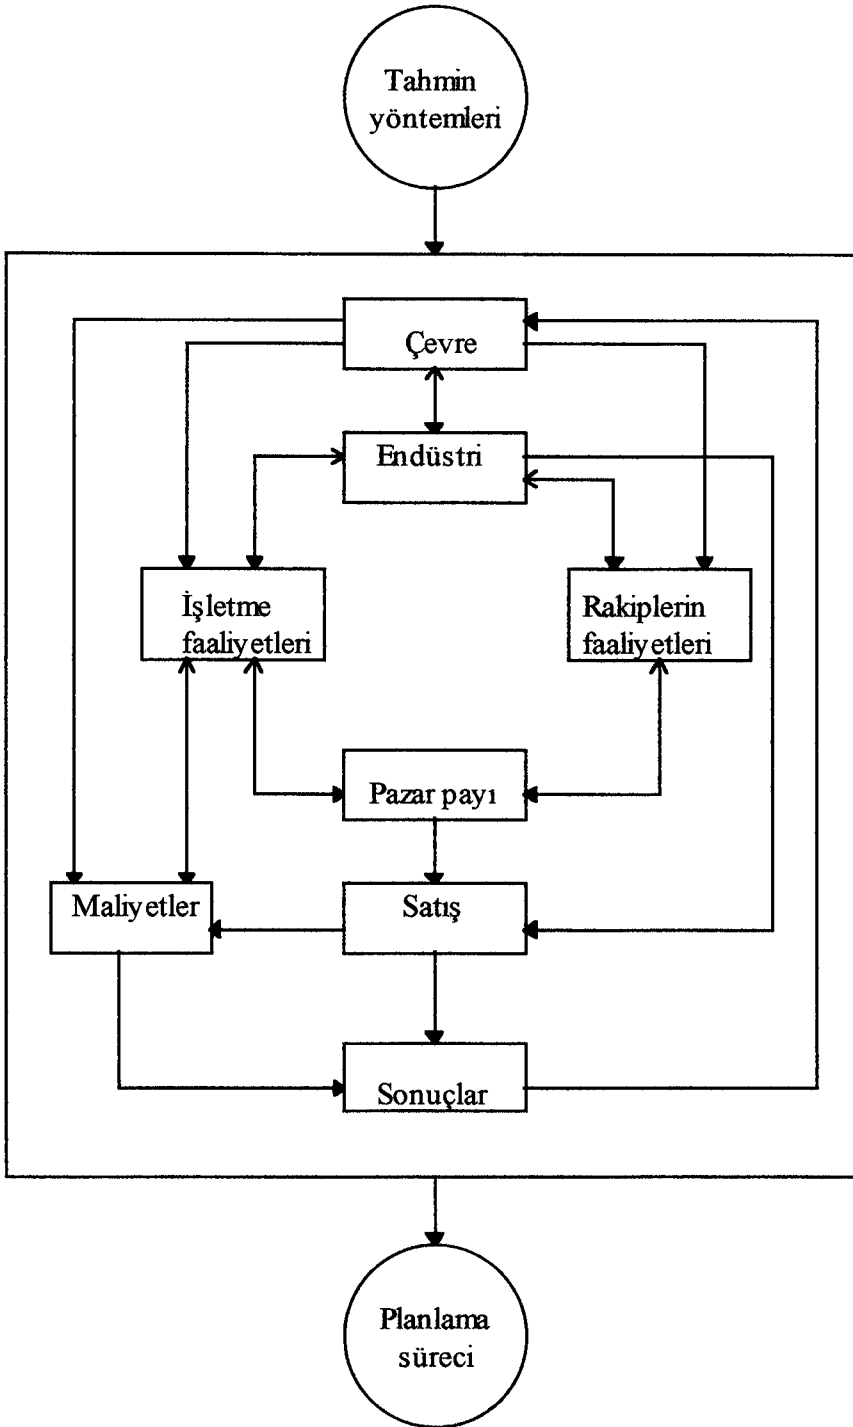 Tahmin
yöntemleri
Çevre
Endüstri
İşletme
faaliyetleri
Rakiplerin
faaliyetleri
Pazar payı
Maliyetler
Satış
Sonuçlar
Planlama
süreci